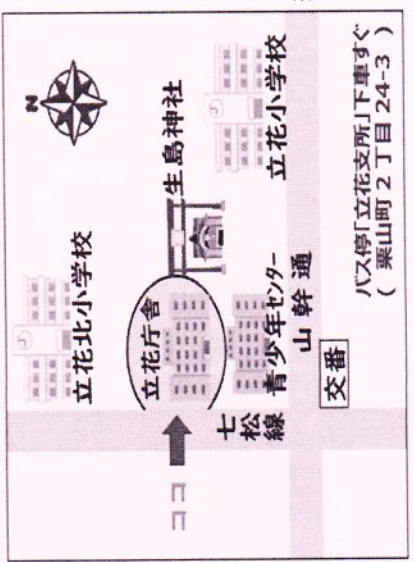 N
立花北小学校
立花小学校
生島神社
立花庁舎
ココ
七松線
青少年センター
山幹通
交番
バス停「立花支所」下車すぐ
( 栗山町 2 丁目 24-3 )